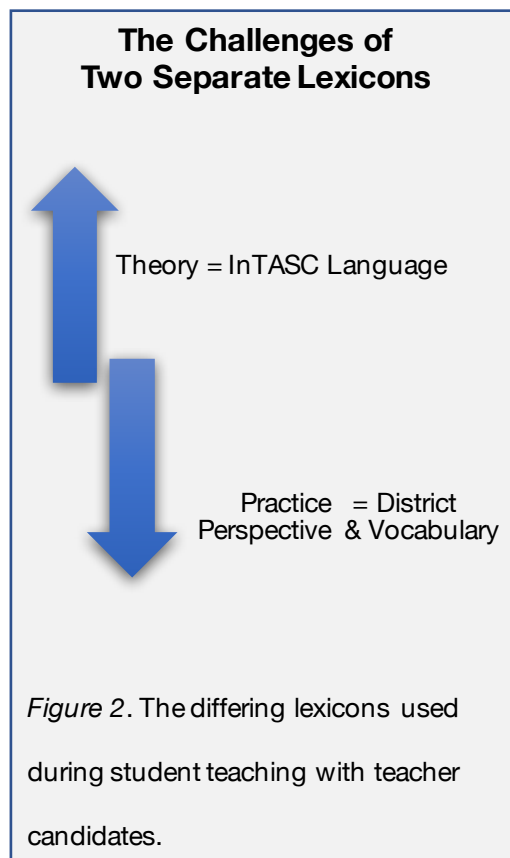 The Challenges of
Two Separate Lexicons
Theory = InTASC Language
Practice = District
Perspective & Vocabulary
Figure 2. The differing lexicons used
during student teaching with teacher
candidates.